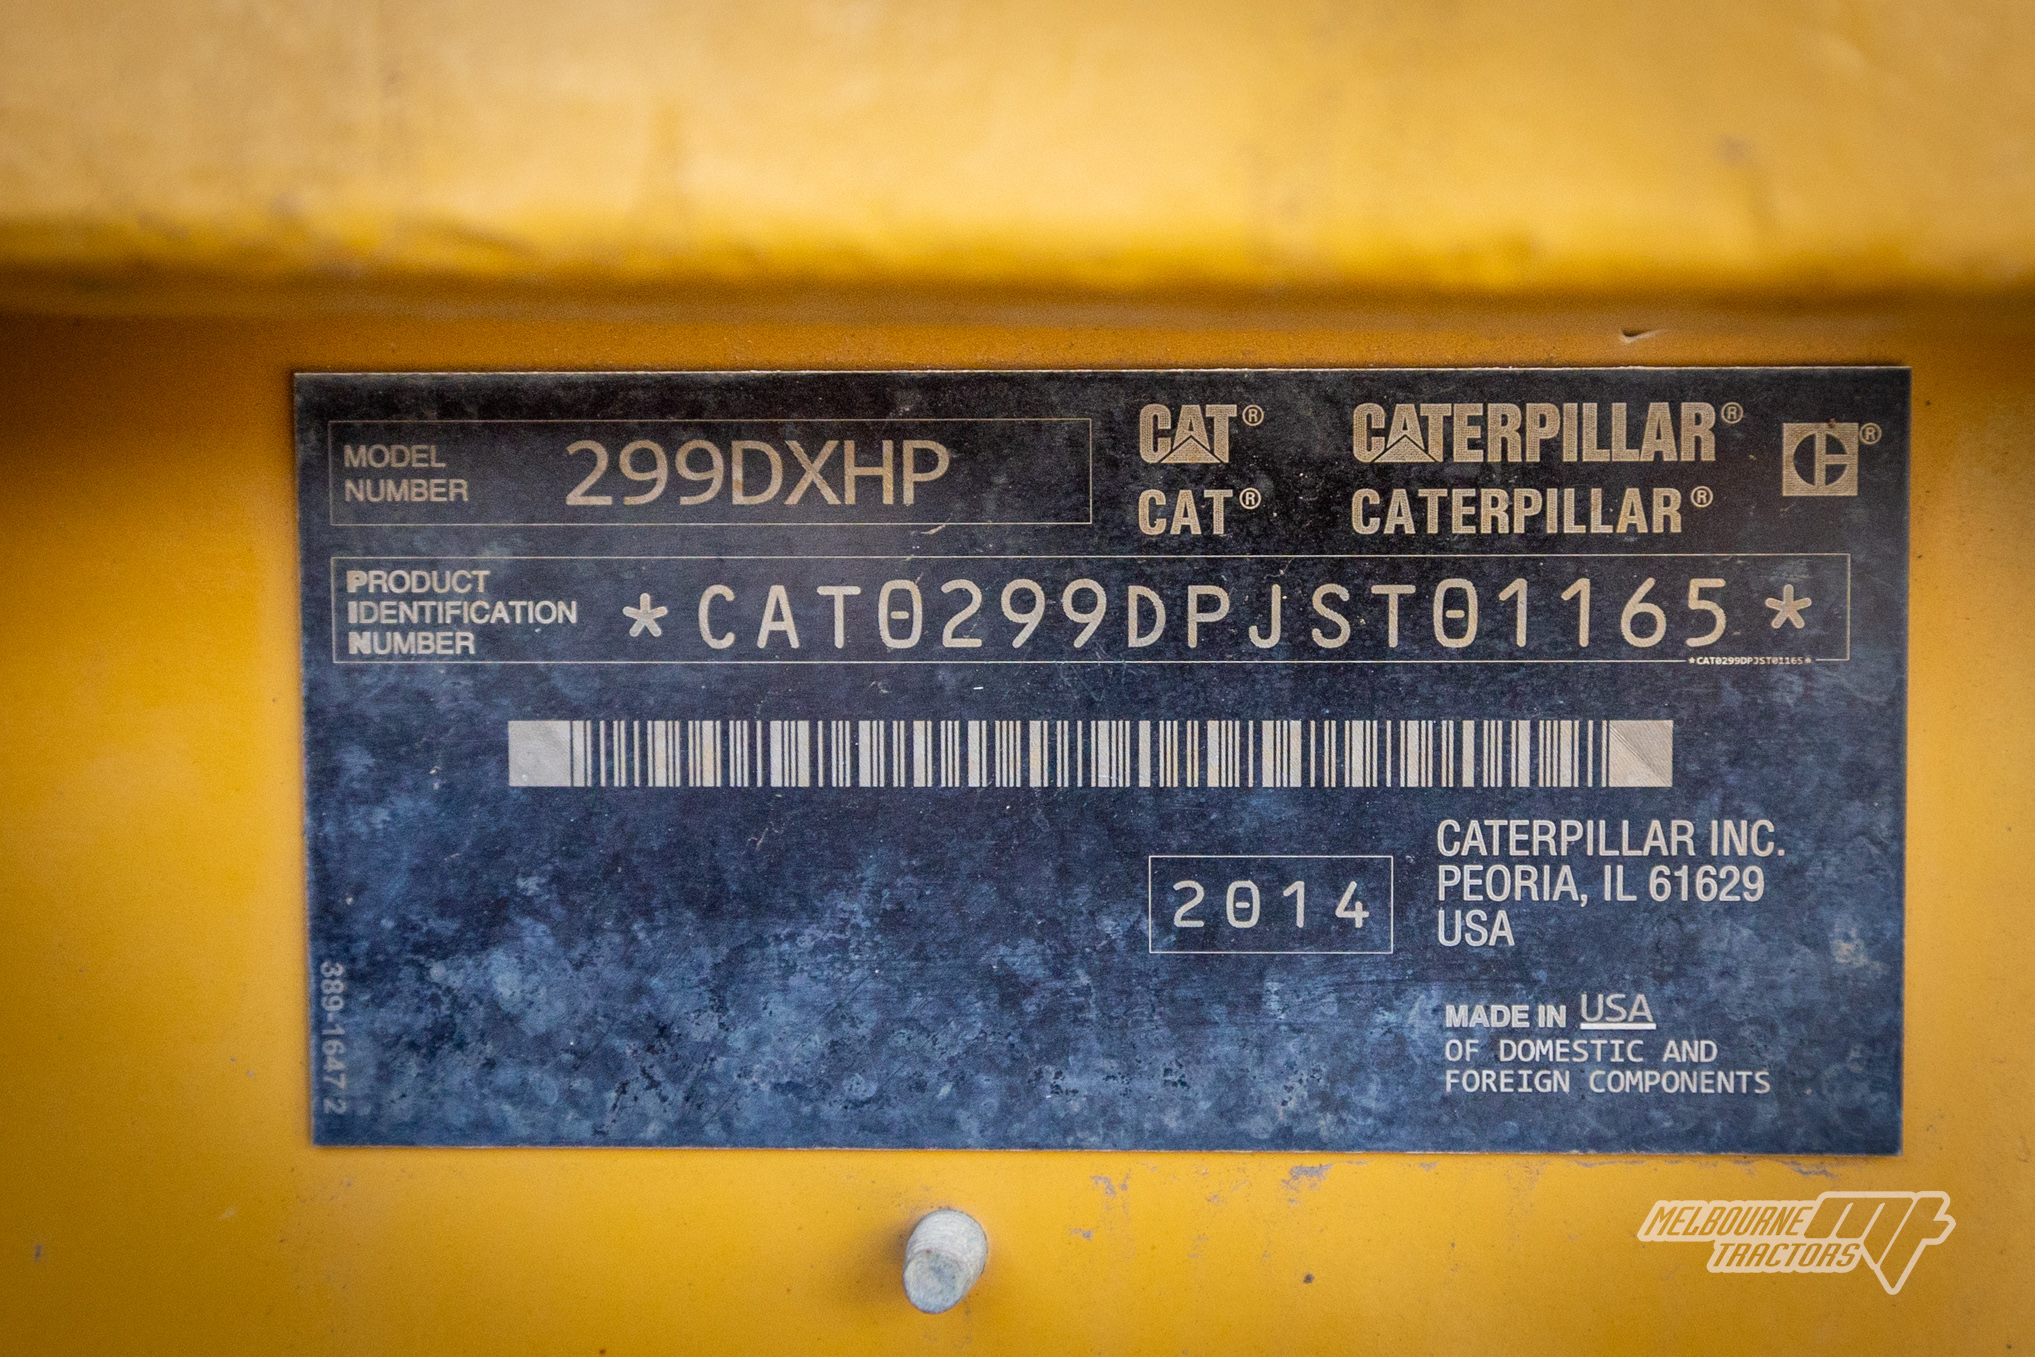 MODEL
NUMBER
299DXHP
CAT® CATERPILLAR® ®
CAT® CATERPILLAR®
PRODUCT
IDENTIFICATION
NUMBER
*CAT0299DPJST01165*
*CAT0299DPJST01165*
2014
CATERPILLAR INC.
PEORIA, IL 61629
USA
MADE IN USA
OF DOMESTIC AND
FOREIGN COMPONENTS
389-1647 2
MELBOURNE
TRACTORS